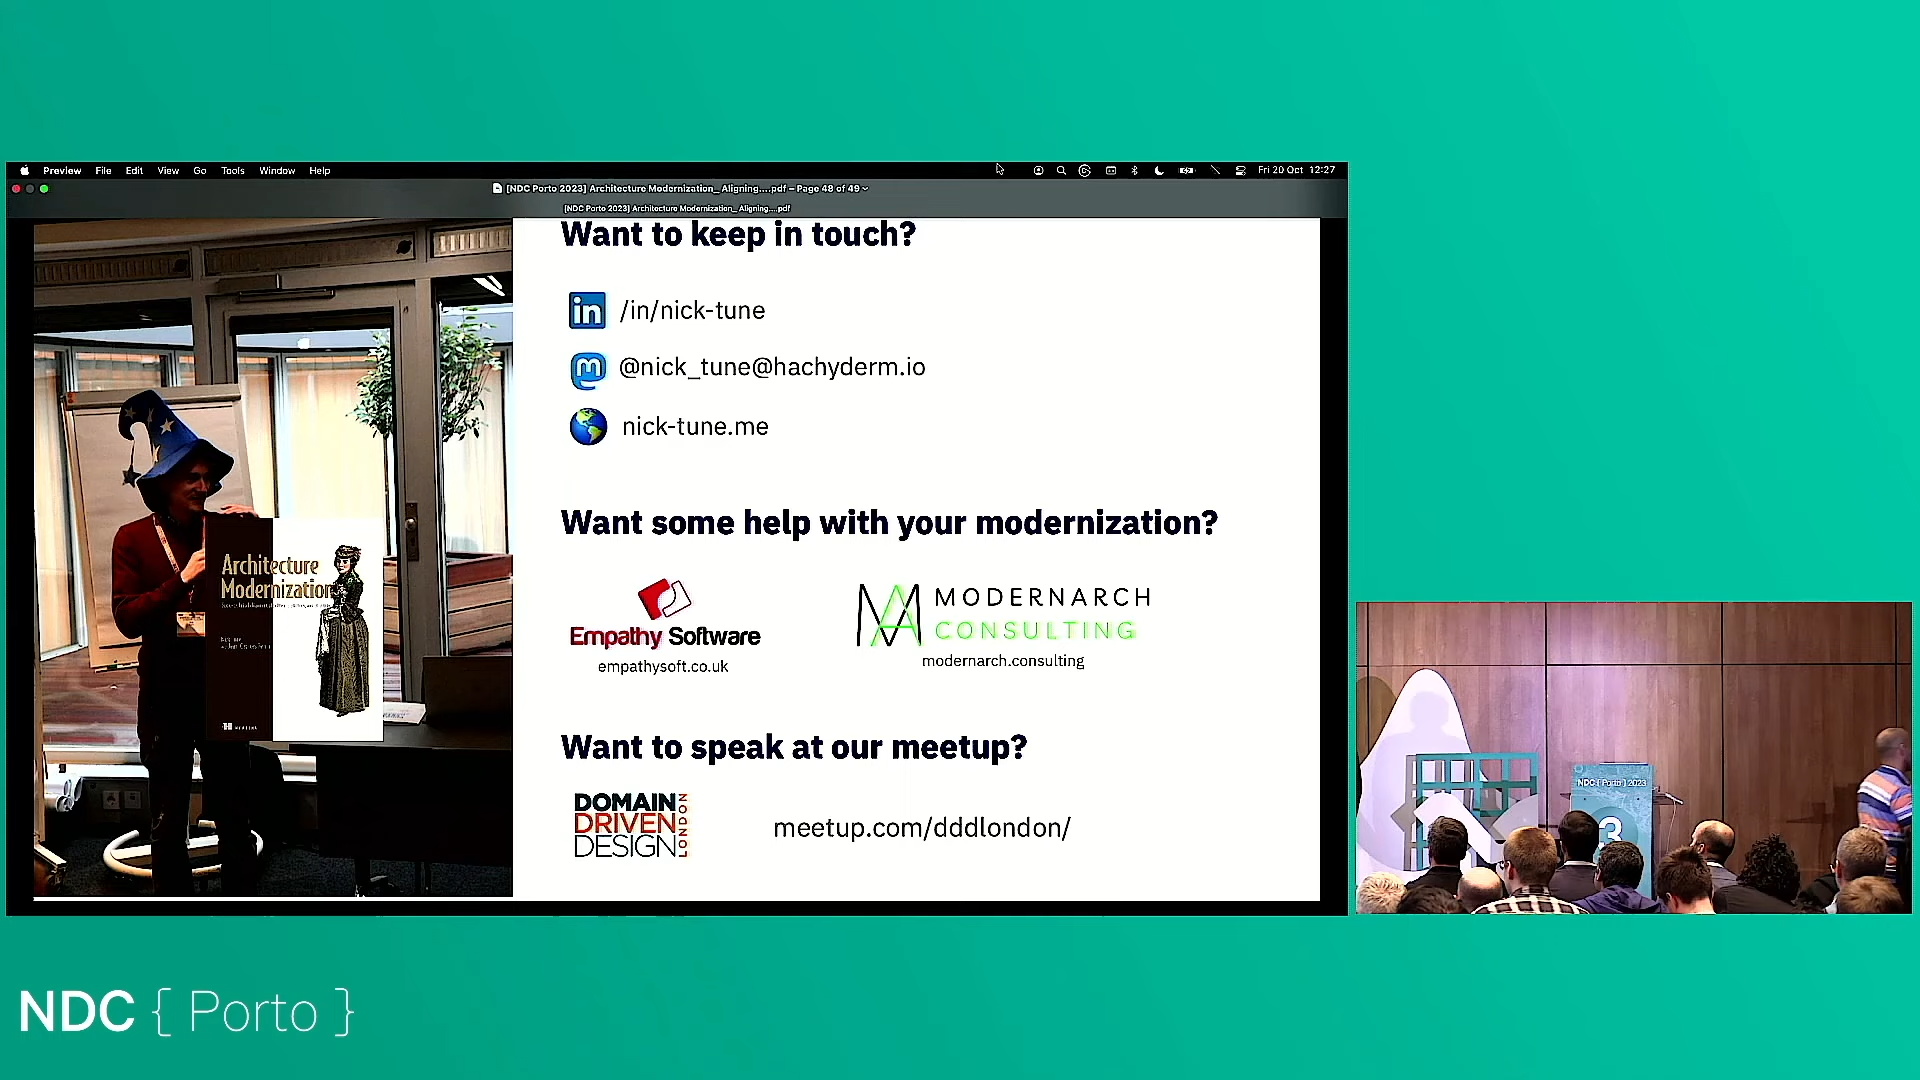 Preview File Edit View Go Tools Window Help
Fri 20 Oct 12:27
[NDC Porto 2023] Architecture Modernization_ Aligning....pdf – Page 48 of 49
[NDC Porto 2023] Architecture Modernization_ Aligning....pdf
Want to keep in touch?
in /in/nick-tune
m @nick_tune@hachyderm.io
nick-tune.me
Want some help with your modernization?
Architecture
Modernization
Empathy Software
empathysoft.co.uk
MODERNARCH
CONSULTING
modernarch.consulting
Want to speak at our meetup?
DOMAIN
DRIVEN
DESIGN
LONDON
meetup.com/dddlondon/
NDC { Porto } 2023
3
NDC { Porto }